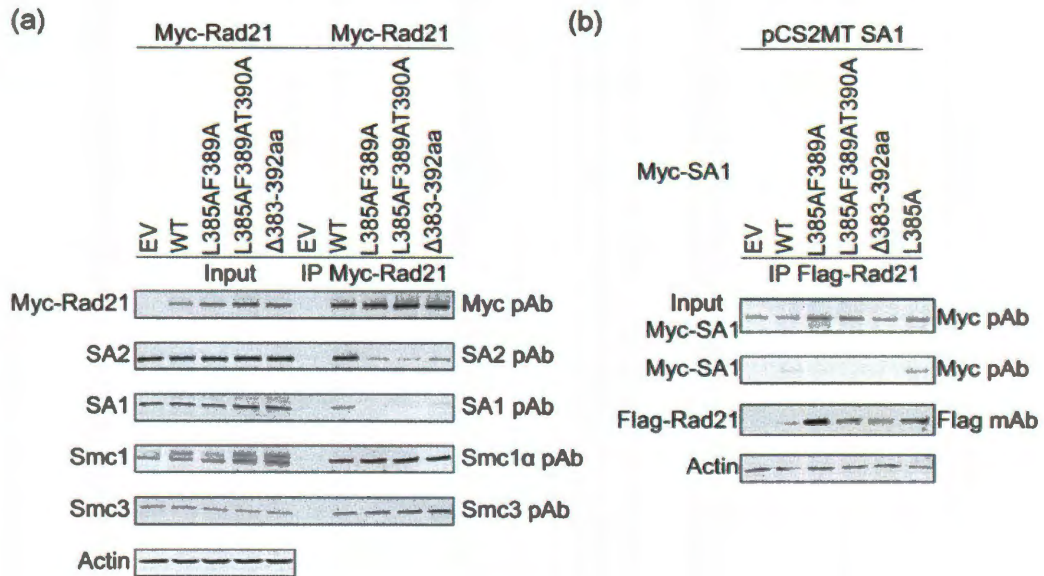 (a)
Myc-Rad21 Myc-Rad21
EV WT L385AF389A L385AF389AT390A Δ383-392aa EV WT L385AF389A L385AF389AT390A Δ383-392aa
Input IP Myc-Rad21
Myc-Rad21 Myc pAb
SA2 SA2 pAb
SA1 SA1 pAb
Smc1 Smc1α pAb
Smc3 Smc3 pAb
Actin
(b)
pCS2MT SA1
Myc-SA1
EV WT L385AF389A L385AF389AT390A Δ383-392aa L385A
IP Flag-Rad21
Input
Myc-SA1 Myc pAb
Myc-SA1 Myc pAb
Flag-Rad21 Flag mAb
Actin